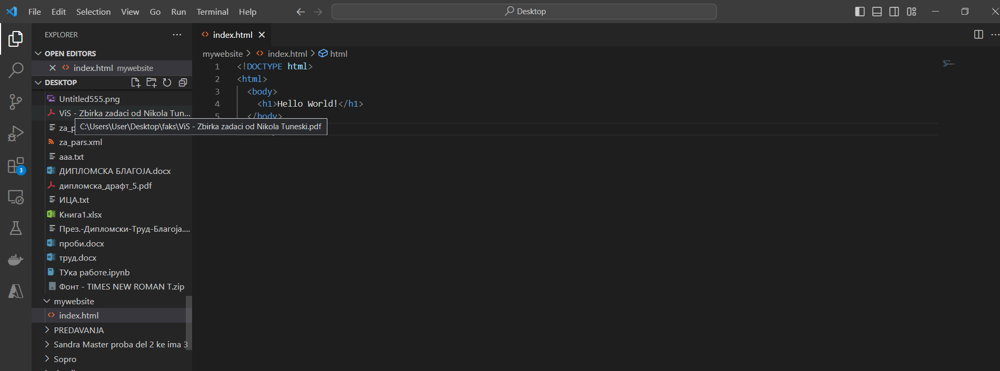 File Edit Selection View Go Run Terminal Help
Desktop
EXPLORER
OPEN EDITORS
index.html mywebsite
DESKTOP
Untitled555.png
ViS - Zbirka zadaci od Nikola Tun...
za_p
za_pars.xml
aaa.txt
ДИПЛОМСКА БЛАГОЈА.docx
дипломска_драфт_5.pdf
ИЦА.txt
Книга1.xlsx
През.-Дипломски-Труд-Благоја....
проби.docx
труд.docx
ТУка работе.ipynb
Фонт - TIMES NEW ROMAN T.zip
mywebsite
index.html
PREDAVANJA
Sandra Master proba del 2 ke ima 3
Sopro
3
index.html
mywebsite > index.html > html
1 <!DOCTYPE html>
2 <html>
3 <body>
4 <h1>Hello World!</h1>
5 </body>
C:\Users\User\Desktop\faks\ViS - Zbirka zadaci od Nikola Tuneski.pdf